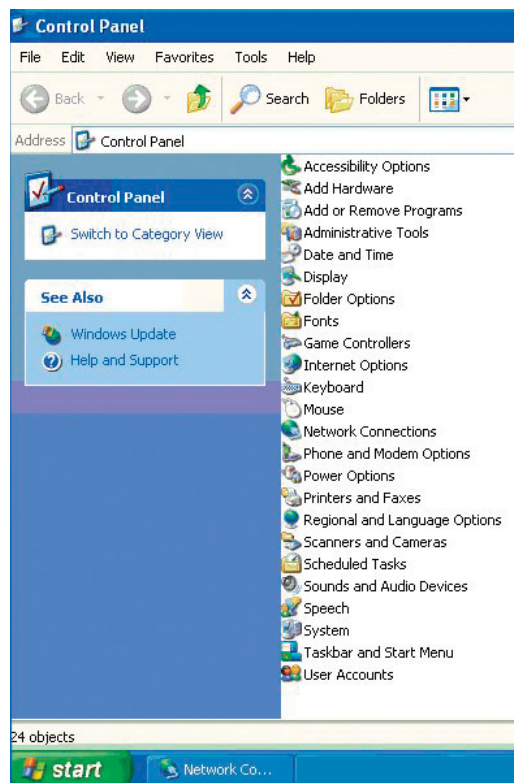 Control Panel
File Edit View Favorites Tools Help
Back Search Folders
Address Control Panel
Control Panel
Switch to Category View
See Also
Windows Update
Help and Support
Accessibility Options
Add Hardware
Add or Remove Programs
Administrative Tools
Date and Time
Display
Folder Options
Fonts
Game Controllers
Internet Options
Keyboard
Mouse
Network Connections
Phone and Modem Options
Power Options
Printers and Faxes
Regional and Language Options
Scanners and Cameras
Scheduled Tasks
Sounds and Audio Devices
Speech
System
Taskbar and Start Menu
User Accounts
24 objects
start Network Co...